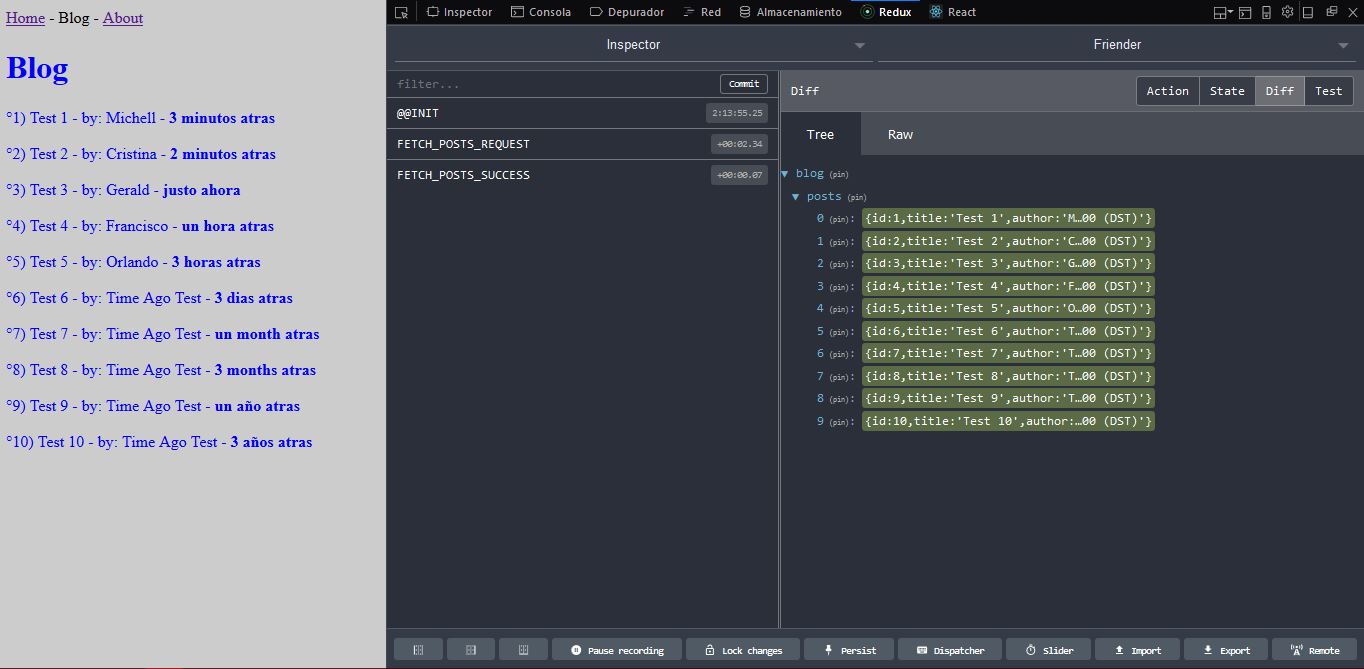 Home - Blog - About
Blog
°1) Test 1 - by: Michell - 3 minutos atras
°2) Test 2 - by: Cristina - 2 minutos atras
°3) Test 3 - by: Gerald - justo ahora
°4) Test 4 - by: Francisco - un hora atras
°5) Test 5 - by: Orlando - 3 horas atras
°6) Test 6 - by: Time Ago Test - 3 dias atras
°7) Test 7 - by: Time Ago Test - un month atras
°8) Test 8 - by: Time Ago Test - 3 months atras
°9) Test 9 - by: Time Ago Test - un año atras
°10) Test 10 - by: Time Ago Test - 3 años atras
Inspector Consola Depurador Red Almacenamiento Redux React
Inspector Friender
filter... Commit
@@INIT 2:13:55.25
FETCH_POSTS_REQUEST +00:02.34
FETCH_POSTS_SUCCESS +00:00.07
Diff Action State Diff Test
Tree Raw
blog (pin)
posts (pin)
0 (pin): {id:1,title:'Test 1',author:'M…00 (DST)'}
1 (pin): {id:2,title:'Test 2',author:'C…00 (DST)'}
2 (pin): {id:3,title:'Test 3',author:'G…00 (DST)'}
3 (pin): {id:4,title:'Test 4',author:'F…00 (DST)'}
4 (pin): {id:5,title:'Test 5',author:'O…00 (DST)'}
5 (pin): {id:6,title:'Test 6',author:'T…00 (DST)'}
6 (pin): {id:7,title:'Test 7',author:'T…00 (DST)'}
7 (pin): {id:8,title:'Test 8',author:'T…00 (DST)'}
8 (pin): {id:9,title:'Test 9',author:'T…00 (DST)'}
9 (pin): {id:10,title:'Test 10',author:…00 (DST)'}
Pause recording Lock changes Persist Dispatcher Slider Import Export Remote